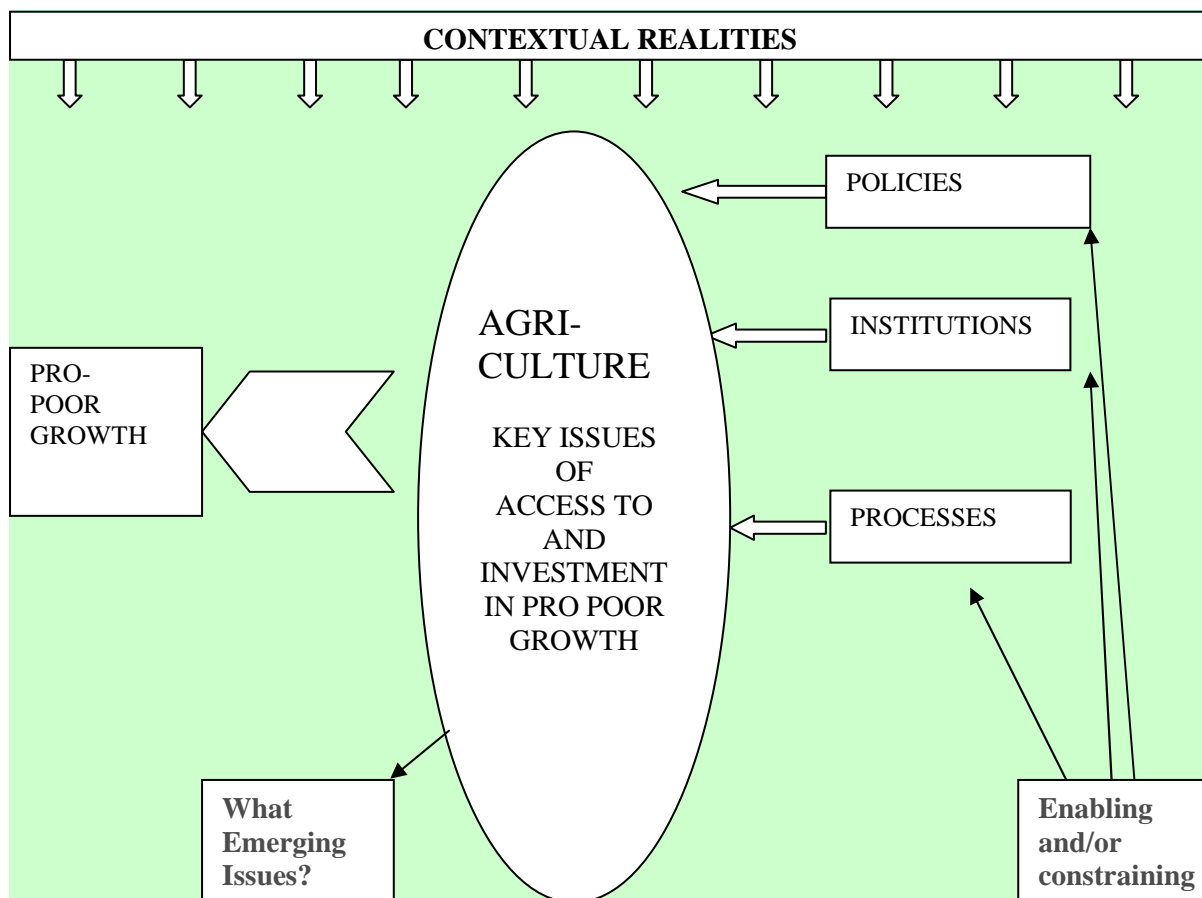 CONTEXTUAL REALITIES
POLICIES
INSTITUTIONS
PROCESSES
AGRI-
CULTURE
KEY ISSUES
OF
ACCESS TO
AND
INVESTMENT
IN PRO POOR
GROWTH
PRO-
POOR
GROWTH
What
Emerging
Issues?
Enabling
and/or
constraining